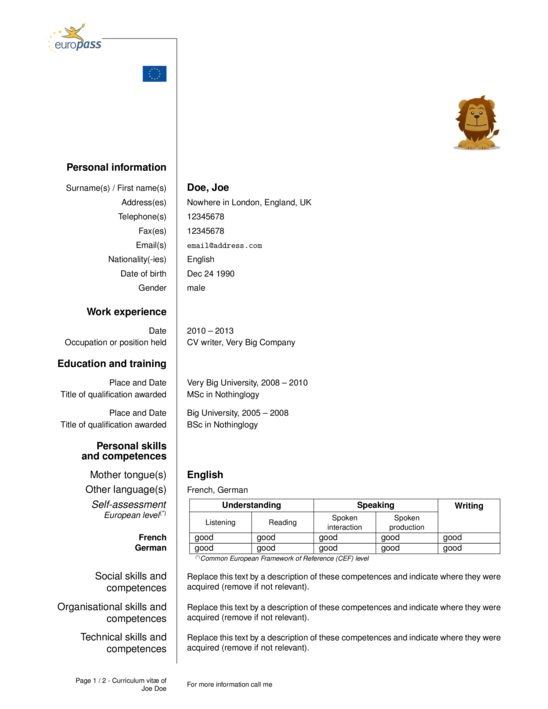 europass
Personal information
Surname(s) / First name(s) Doe, Joe
Address(es) Nowhere in London, England, UK
Telephone(s) 12345678
Fax(es) 12345678
Email(s) email@address.com
Nationality(-ies) English
Date of birth Dec 24 1990
Gender male
Work experience
Date 2010 – 2013
Occupation or position held CV writer, Very Big Company
Education and training
Place and Date Very Big University, 2008 – 2010
Title of qualification awarded MSc in Nothinglogy
Place and Date Big University, 2005 – 2008
Title of qualification awarded BSc in Nothinglogy
Personal skills
and competences
Mother tongue(s) English
Other language(s) French, German
Self-assessment Understanding Speaking Writing
European level(*) Listening Reading Spoken interaction Spoken production
French good good good good good
German good good good good good
(*) Common European Framework of Reference (CEF) level
Social skills and Replace this text by a description of these competences and indicate where they were
competences acquired (remove if not relevant).
Organisational skills and Replace this text by a description of these competences and indicate where they were
competences acquired (remove if not relevant).
Technical skills and Replace this text by a description of these competences and indicate where they were
competences acquired (remove if not relevant).
Page 1 / 2 - Curriculum vitæ of For more information call me
Joe Doe